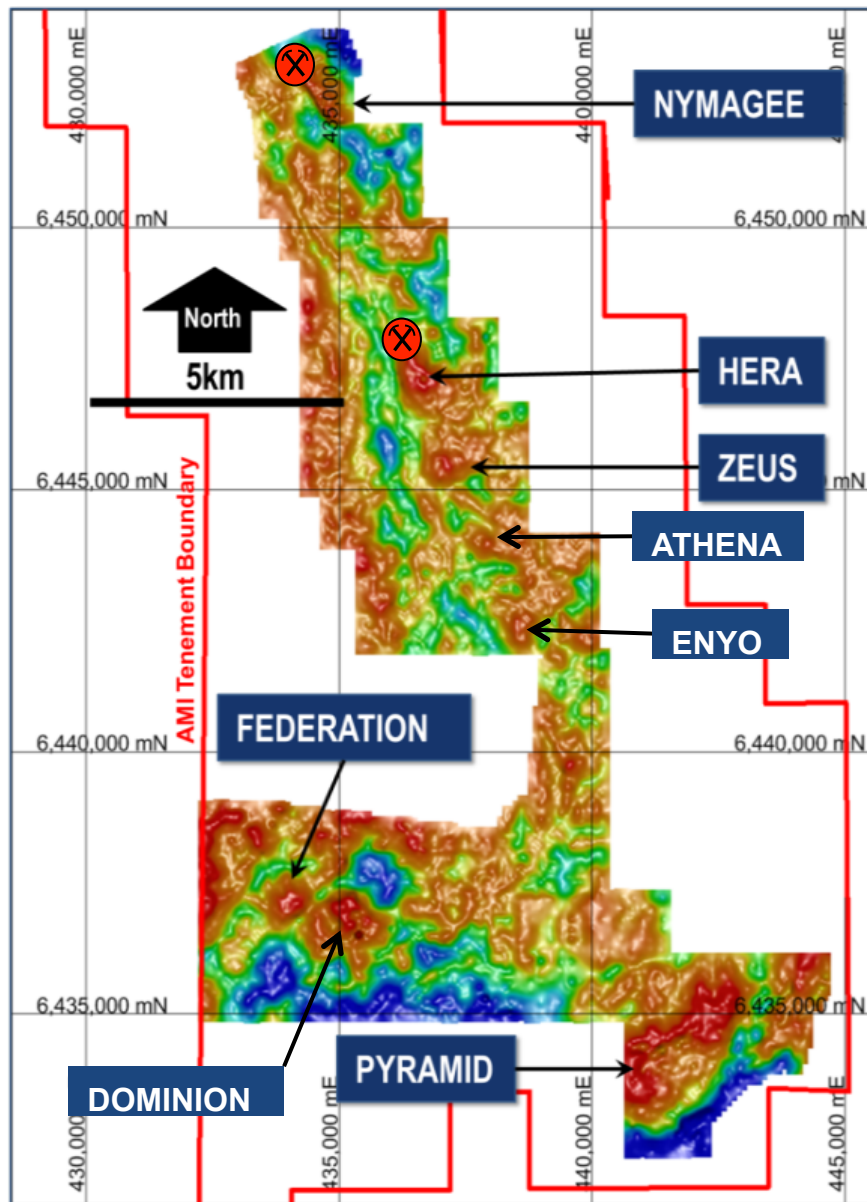 430,000 mE
435,000 mE
440,000 mE
NYMAGEE
6,450,000 mN
6,450,000 mN
North
5km
HERA
ZEUS
6,445,000 mN
mN
ATHENA
AMI Tenement Boundary
ENYO
FEDERATION
6,440,000 mN
6,440,000 mN
6,435,000 mN
6,435,000 mN
PYRAMID
DOMINION
430,000 mE
435,000 mE
440,000 mE
445,000 mE